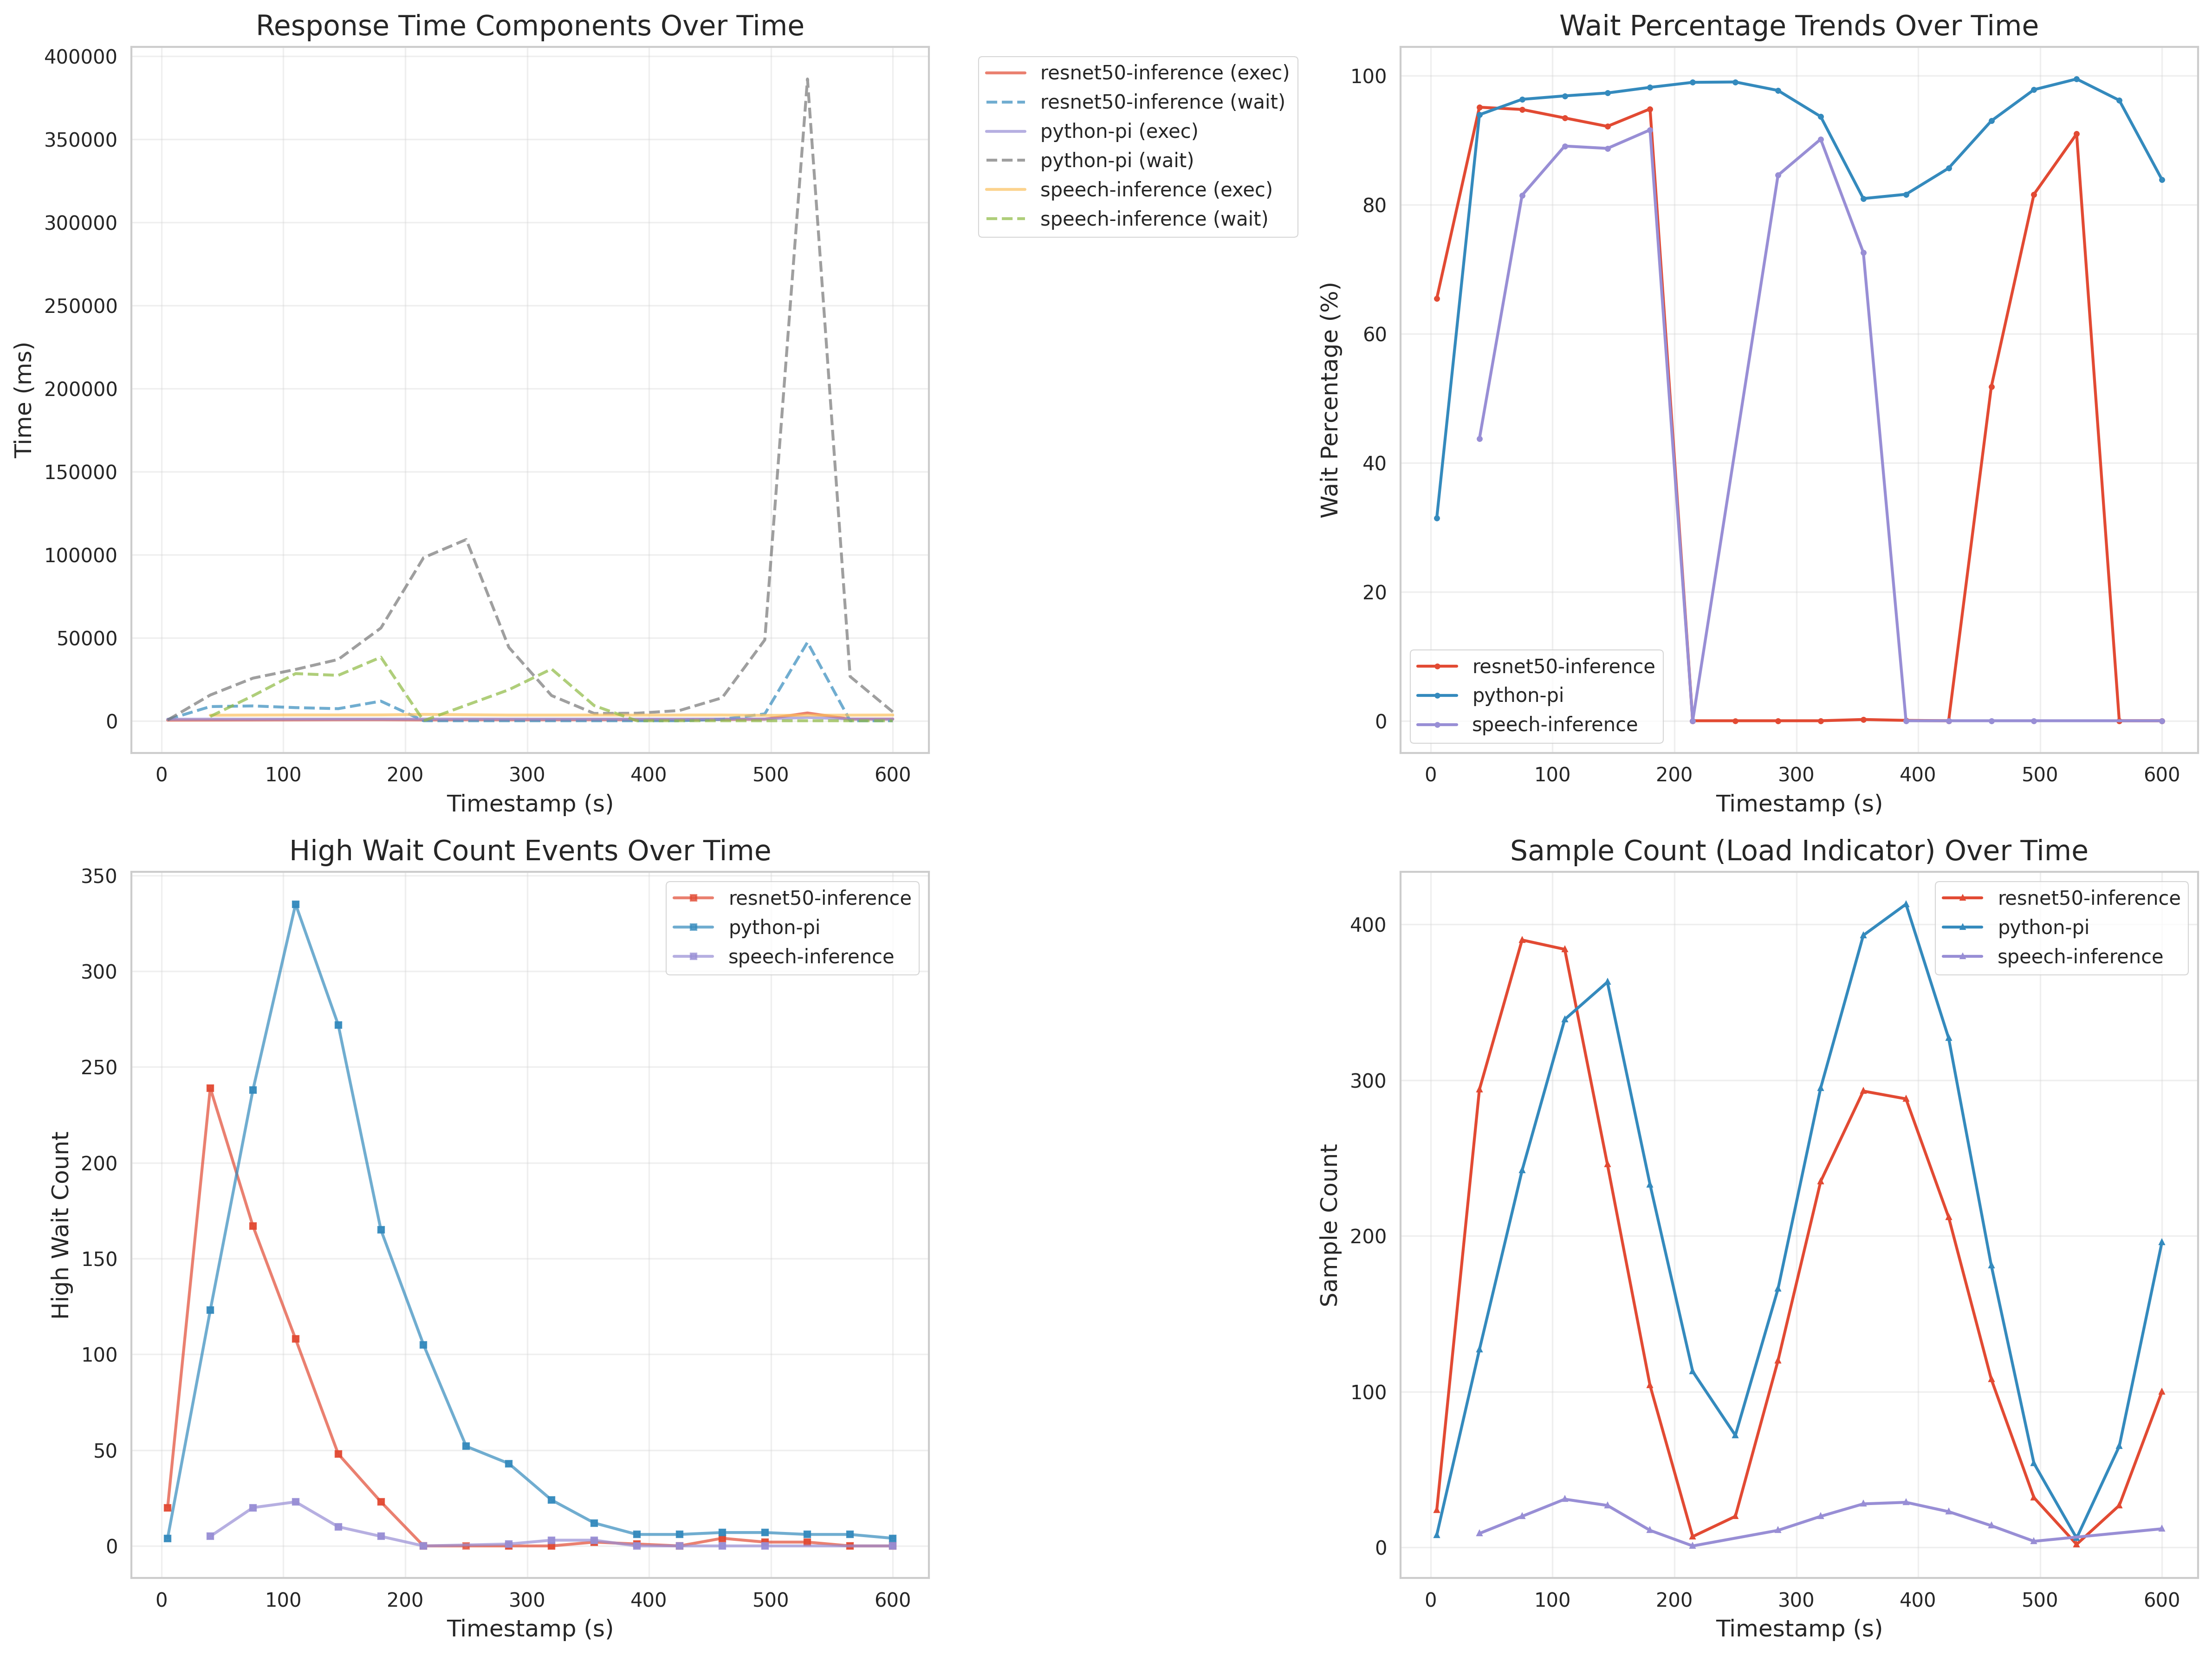 Response Time Components Over Time
400000
350000
300000
250000
200000
150000
100000
50000
0
Time (ms)
0 100 200 300 400 500 600
Timestamp (s)
resnet50-inference (exec)
resnet50-inference (wait)
python-pi (exec)
python-pi (wait)
speech-inference (exec)
speech-inference (wait)
Wait Percentage Trends Over Time
100
80
60
40
20
0
Wait Percentage (%)
resnet50-inference
python-pi
speech-inference
0 100 200 300 400 500 600
Timestamp (s)
High Wait Count Events Over Time
350
300
250
200
150
100
50
0
High Wait Count
resnet50-inference
python-pi
speech-inference
0 100 200 300 400 500 600
Timestamp (s)
Sample Count (Load Indicator) Over Time
400
300
200
100
0
Sample Count
resnet50-inference
python-pi
speech-inference
0 100 200 300 400 500 600
Timestamp (s)